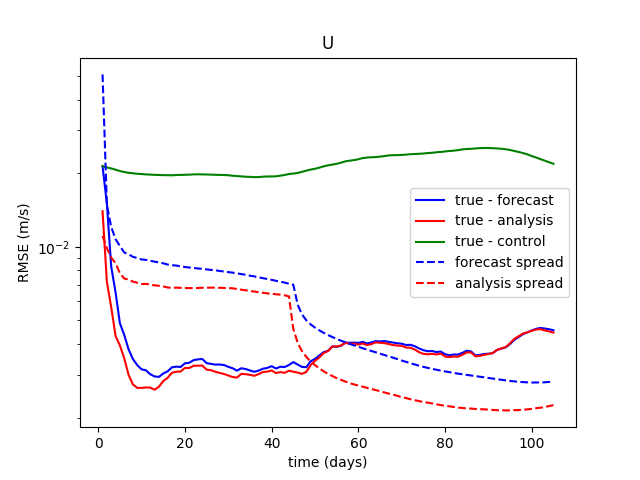 U
RMSE (m/s)
10⁻²
true - forecast
true - analysis
true - control
forecast spread
analysis spread
0 20 40 60 80 100
time (days)